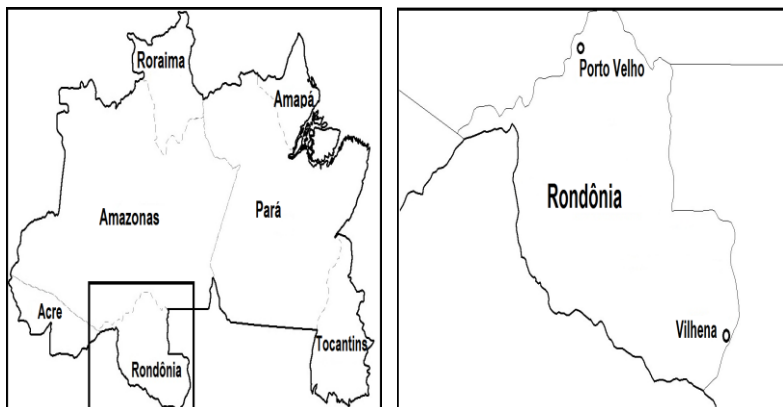 Roraima
Amapá
Amazonas
Pará
Acre
Rondônia
Tocantins
Porto Velho
Rondônia
Vilhena